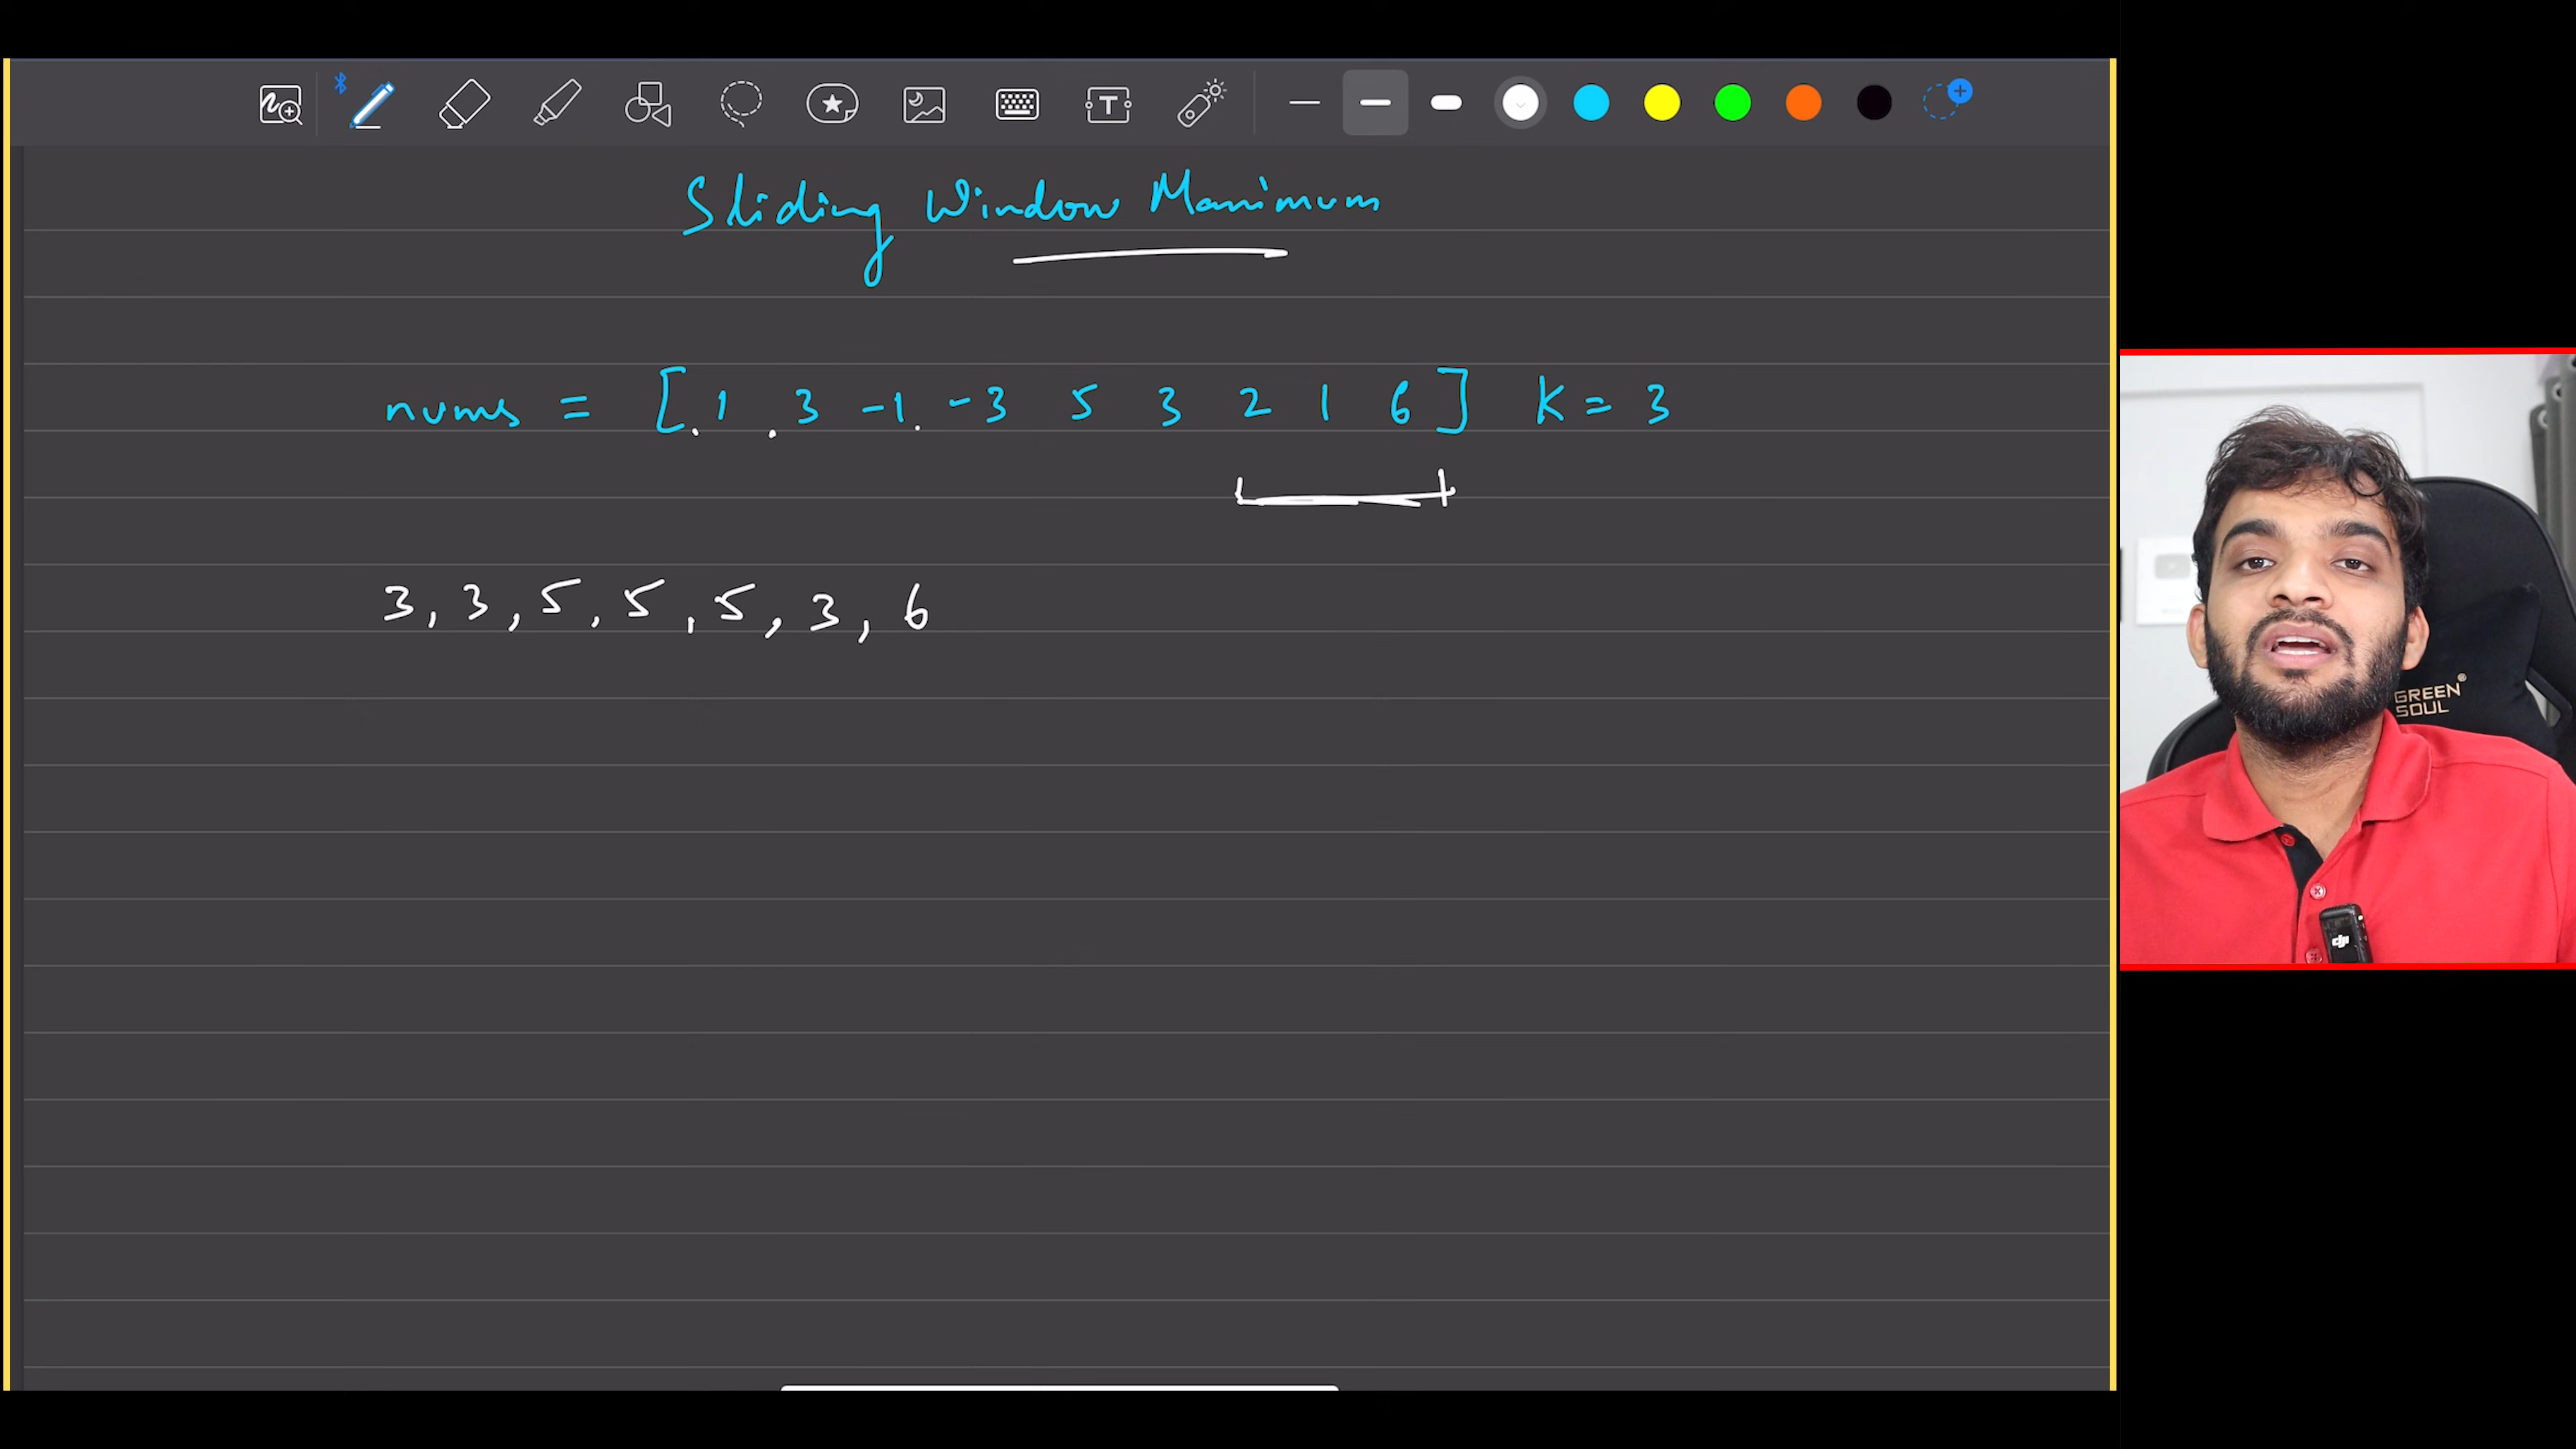 Sliding Window Maximum
nums = [ 1 3 -1 -3 5 3 2 1 6 ] K = 3
3, 3, 5, 5, 5, 3, 6
GREEN SOUL
dji
T